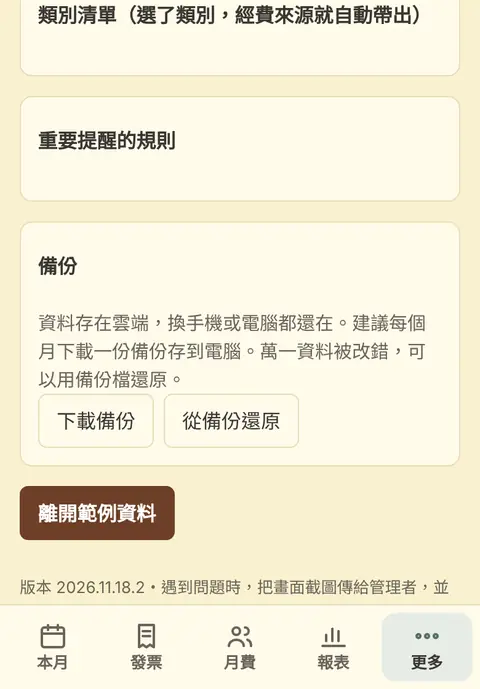 類別清單（選了類別，經費來源就自動帶出）
重要提醒的規則
備份
資料存在雲端，換手機或電腦都還在。建議每個
月下載一份備份存到電腦。萬一資料被改錯，可
以用備份檔還原。
下載備份
從備份還原
離開範例資料
版本 2026.11.18.2・遇到問題時，把畫面截圖傳給管理者，並
本月
發票
月費
報表
更多